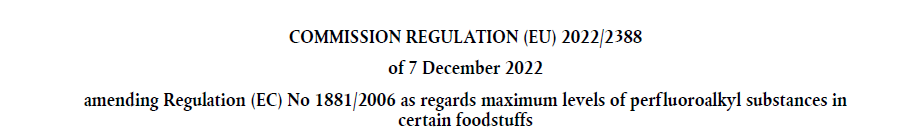 COMMISSION REGULATION (EU) 2022/2388
of 7 December 2022
amending Regulation (EC) No 1881/2006 as regards maximum levels of perfluoroalkyl substances in
certain foodstuffs